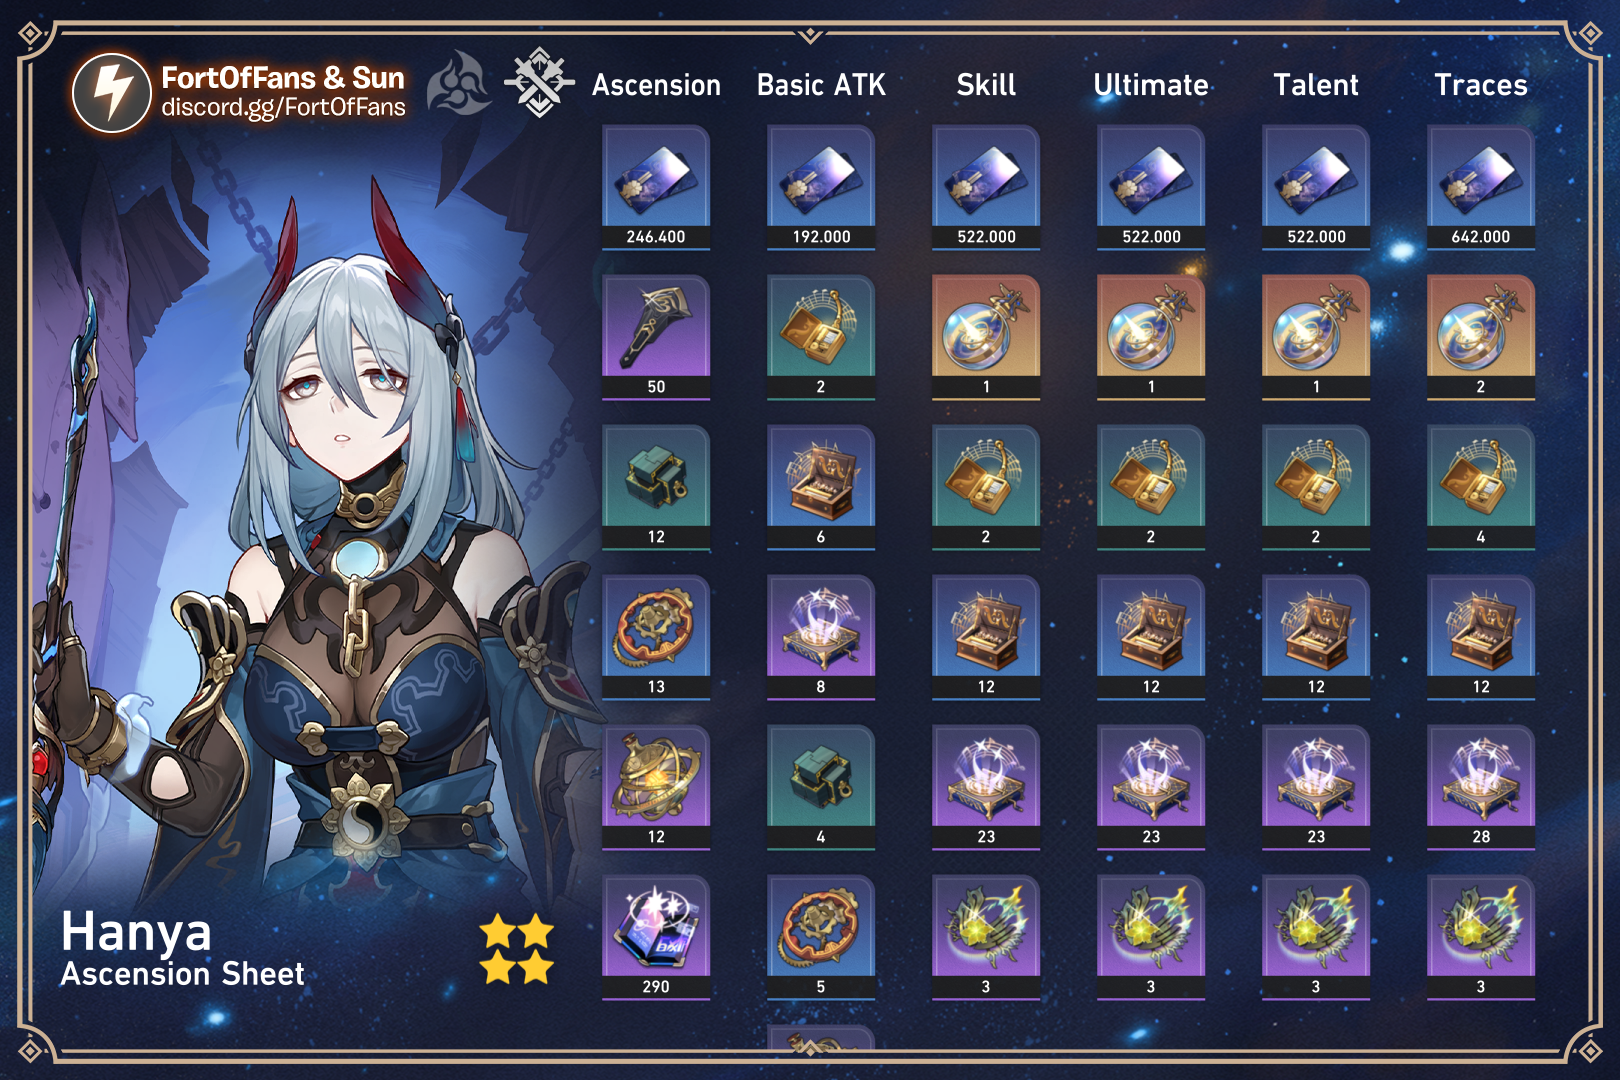 FortOfFans & Sun
discord.gg/FortOfFans
Ascension Basic ATK Skill Ultimate Talent Traces
246.400 192.000 522.000 522.000 522.000 642.000
50 2 1 1 1 2
12 6 2 2 2 4
13 8 12 12 12 12
12 4 23 23 23 28
290 5 3 3 3 3
Hanya
Ascension Sheet